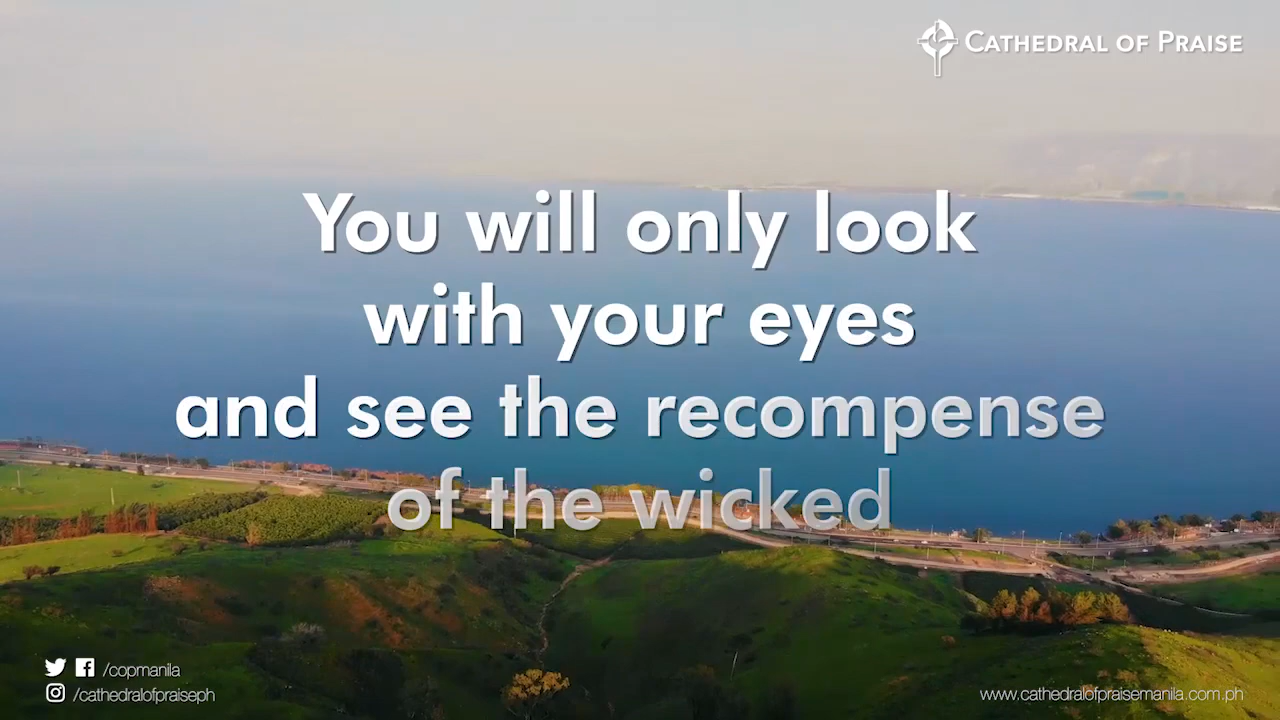 CATHEDRAL OF PRAISE
You will only look
with your eyes
and see the recompense
of the wicked
/copmanila
/cathedralofpraiseph
www.cathedralofpraisemanila.com.ph